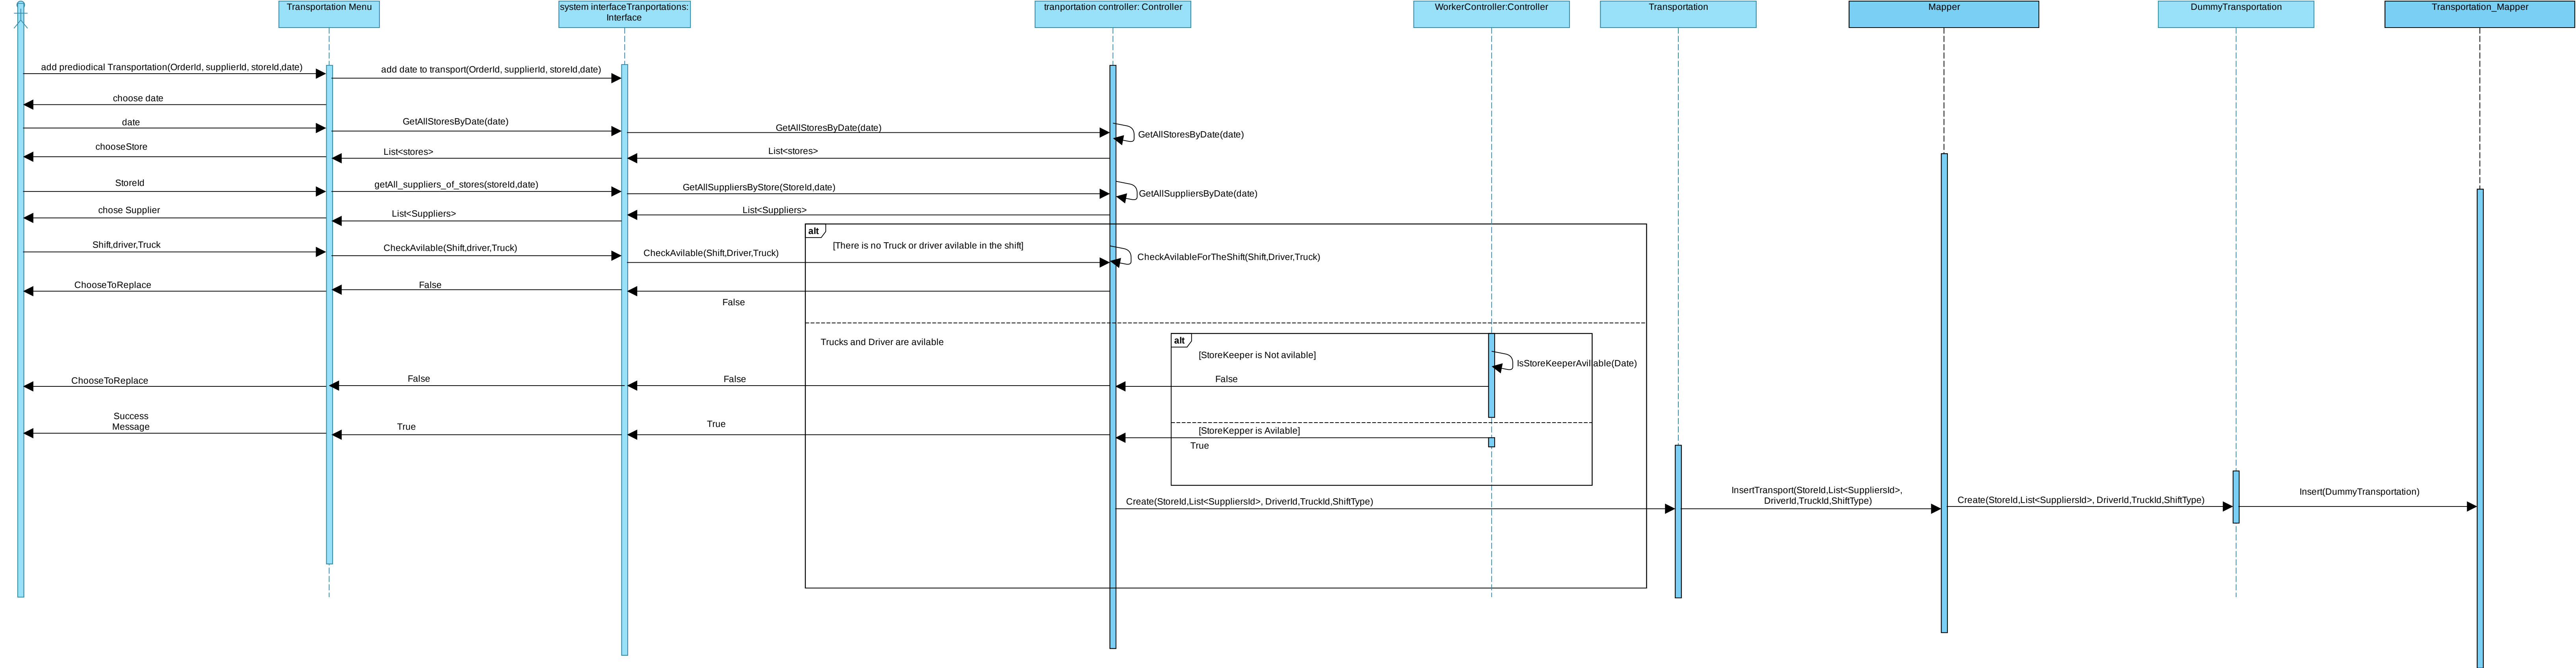 Transportation Menu
system interfaceTranportations:
Interface
tranportation controller: Controller
WorkerController:Controller
Transportation
Mapper
DummyTransportation
Transportation_Mapper
add prediodical Transportation(OrderId, supplierId, storeId,date)
add date to transport(OrderId, supplierId, storeId,date)
choose date
date
GetAllStoresByDate(date)
GetAllStoresByDate(date)
GetAllStoresByDate(date)
chooseStore
List<stores>
List<stores>
StoreId
getAll_suppliers_of_stores(storeId,date)
GetAllSuppliersByStore(StoreId,date)
GetAllSuppliersByDate(date)
chose Supplier
List<Suppliers>
List<Suppliers>
alt
[There is no Truck or driver avilable in the shift]
Shift,driver,Truck
CheckAvilable(Shift,driver,Truck)
CheckAvilable(Shift,Driver,Truck)
CheckAvilableForTheShift(Shift,Driver,Truck)
ChooseToReplace
False
False
Trucks and Driver are avilable
alt
[StoreKeeper is Not avilable]
IsStoreKeeperAvilable(Date)
ChooseToReplace
False
False
False
Success
Message
True
True
[StoreKepper is Avilable]
True
Create(StoreId,List<SuppliersId>, DriverId,TruckId,ShiftType)
InsertTransport(StoreId,List<SuppliersId>,
DriverId,TruckId,ShiftType)
Create(StoreId,List<SuppliersId>, DriverId,TruckId,ShiftType)
Insert(DummyTransportation)